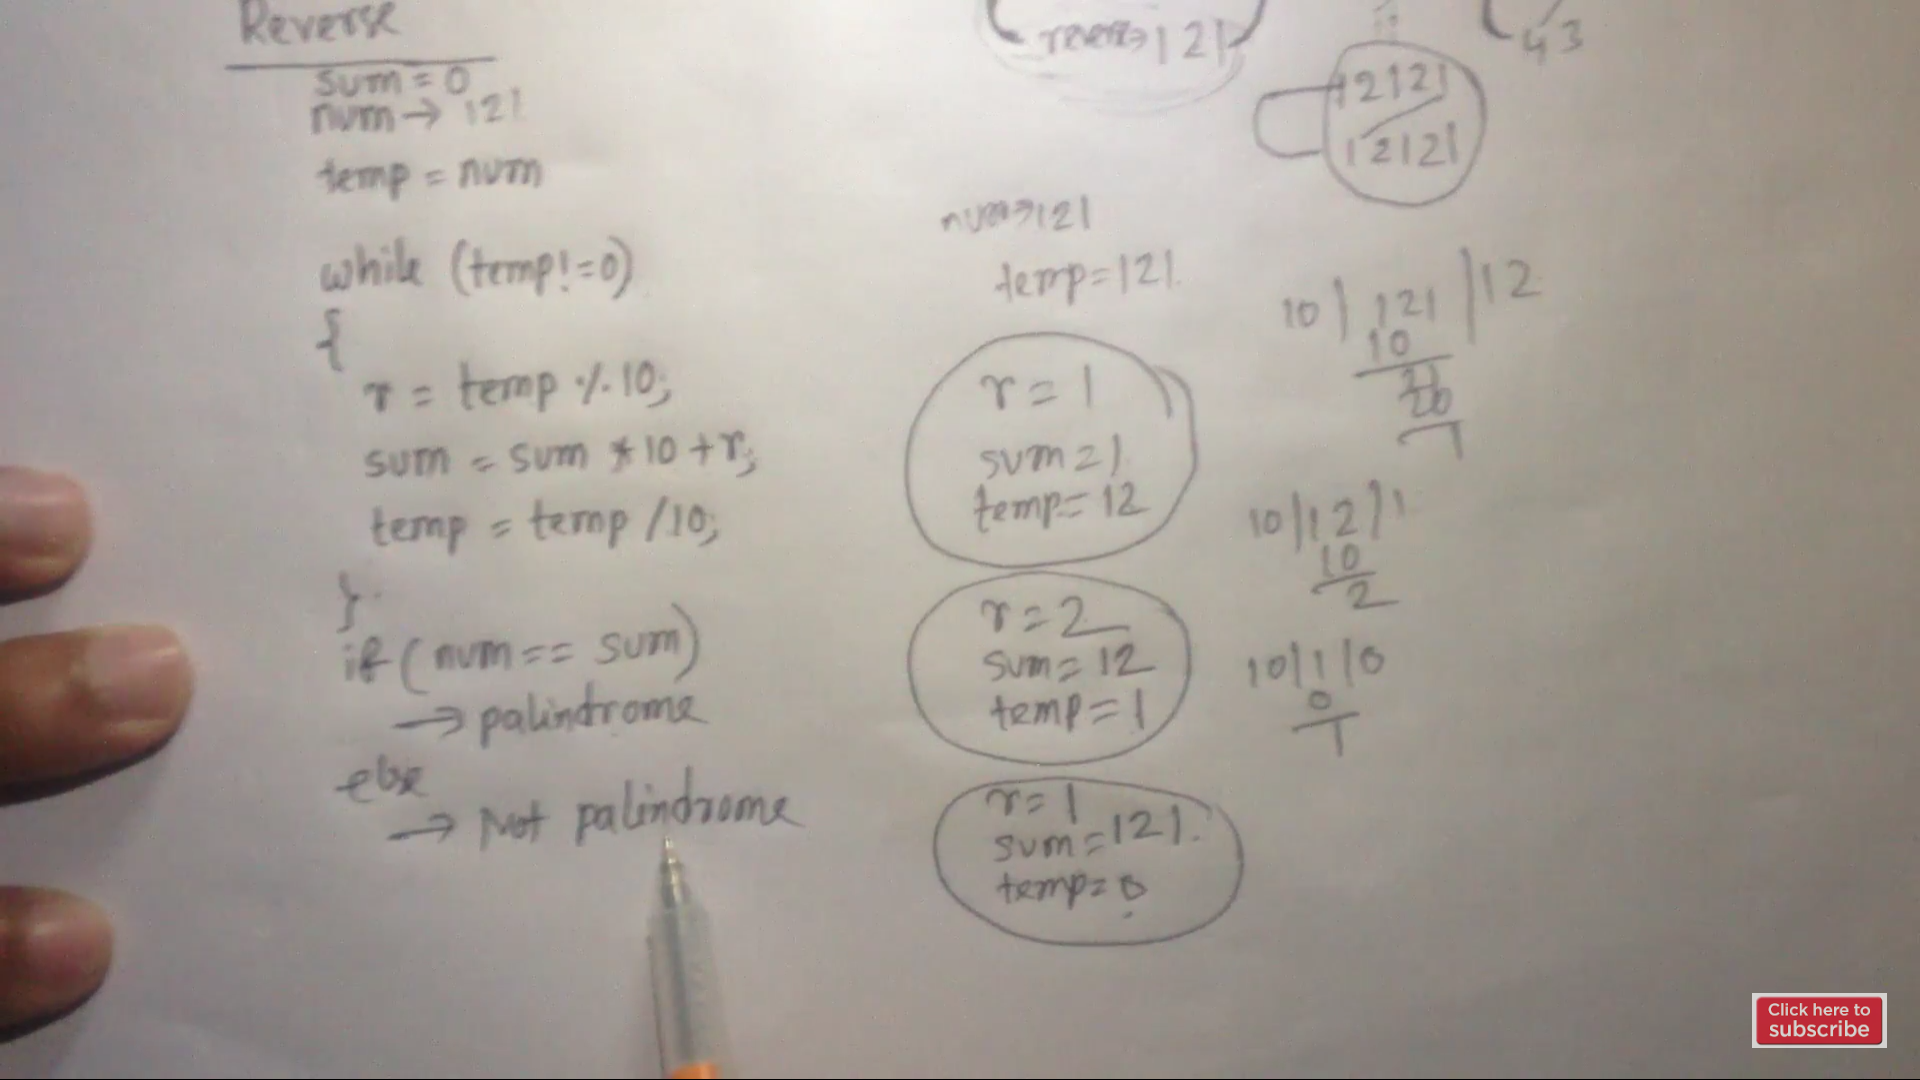 Reverse
sum = 0
num → 121
temp = num
while (temp != 0)
{
r = temp % 10;
sum = sum * 10 + r;
temp = temp / 10;
}
if (num == sum)
→ palindrome
else
→ Not palindrome
reverse → 121
12121
12121
43
num → 121
temp = 121.
r = 1
sum = 1
temp = 12
r = 2
sum = 12
temp = 1
r = 1
sum = 121.
temp = 0
10 | 121 | 12
10
21
20
1
10 | 12 | 1
10
2
10 | 1 | 0
0
1
Click here to
subscribe